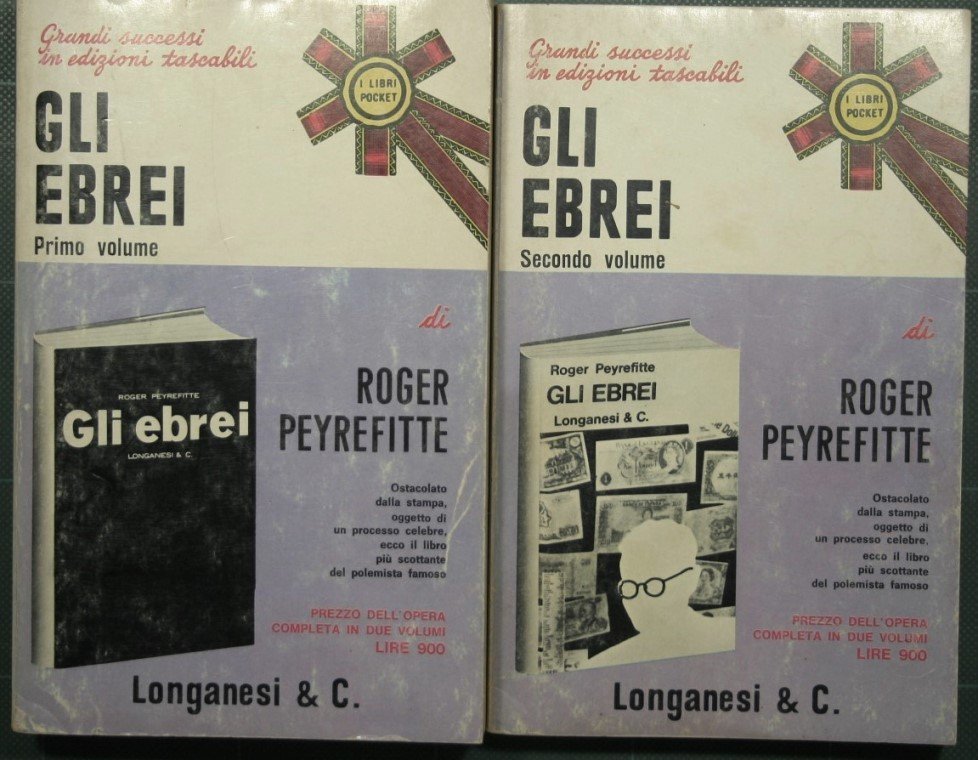 Grandi successi
in edizioni tascabili
I LIBRI
POCKET
GLI
EBREI
Primo volume
di
ROGER
PEYREFITTE
ROGER PEYREFITTE
Gli ebrei
LONGANESI & C.
Ostacolato
dalla stampa,
oggetto di
un processo celebre,
ecco il libro
più scottante
del polemista famoso
PREZZO DELL'OPERA
COMPLETA IN DUE VOLUMI
LIRE 900
Longanesi & C.
Grandi successi
in edizioni tascabili
I LIBRI
POCKET
GLI
EBREI
Secondo volume
di
ROGER
PEYREFITTE
Roger Peyrefitte
GLI EBREI
Longanesi & C.
Ostacolato
dalla stampa,
oggetto di
un processo celebre,
ecco il libro
più scottante
del polemista famoso
PREZZO DELL'OPERA
COMPLETA IN DUE VOLUMI
LIRE 900
Longanesi & C.